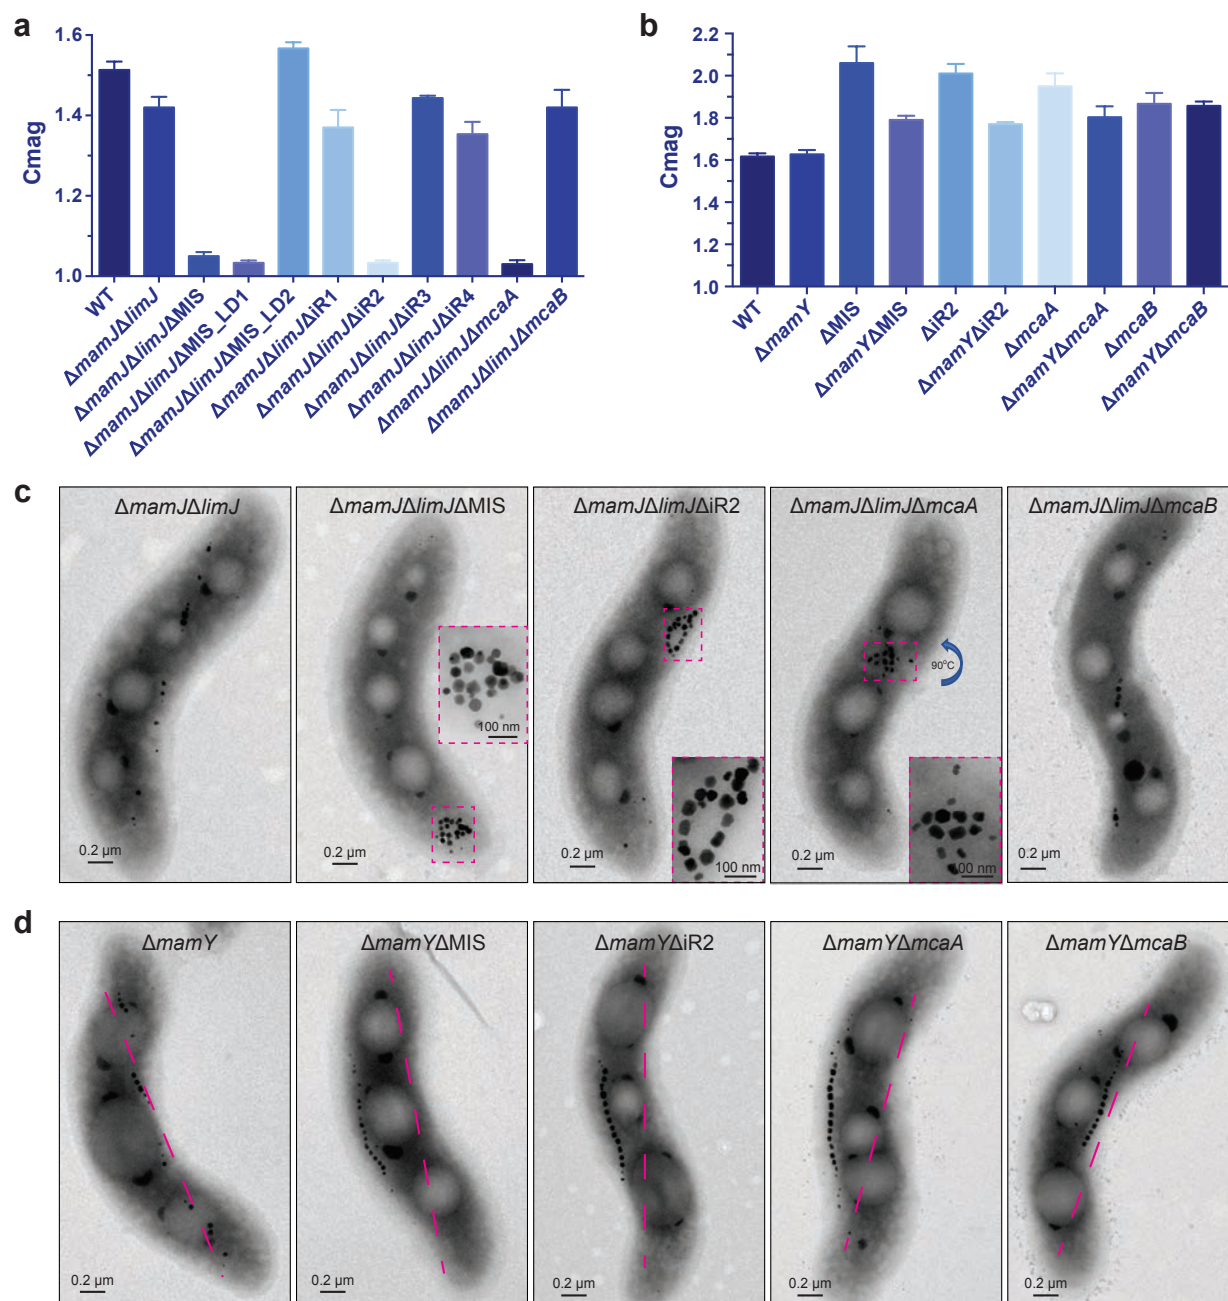 a
1.6
1.4
1.2
1.0
Cmag
WT
ΔmamJΔlimJ
ΔmamJΔlimJΔMIS
ΔmamJΔlimJΔMIS_LD1
ΔmamJΔlimJΔMIS_LD2
ΔmamJΔlimJΔiR1
ΔmamJΔlimJΔiR2
ΔmamJΔlimJΔiR3
ΔmamJΔlimJΔiR4
ΔmamJΔlimJΔmcaA
ΔmamJΔlimJΔmcaB
b
2.2
2.0
1.8
1.6
1.4
1.2
1.0
Cmag
WT
ΔmamY
ΔMIS
ΔmamYΔMIS
ΔiR2
ΔmamYΔiR2
ΔmcaA
ΔmamYΔmcaA
ΔmcaB
ΔmamYΔmcaB
c
ΔmamJΔlimJ
0.2 µm
ΔmamJΔlimJΔMIS
100 nm
0.2 µm
ΔmamJΔlimJΔiR2
100 nm
0.2 µm
ΔmamJΔlimJΔmcaA
90°C
100 nm
0.2 µm
ΔmamJΔlimJΔmcaB
0.2 µm
d
ΔmamY
0.2 µm
ΔmamYΔMIS
0.2 µm
ΔmamYΔiR2
0.2 µm
ΔmamYΔmcaA
0.2 µm
ΔmamYΔmcaB
0.2 µm